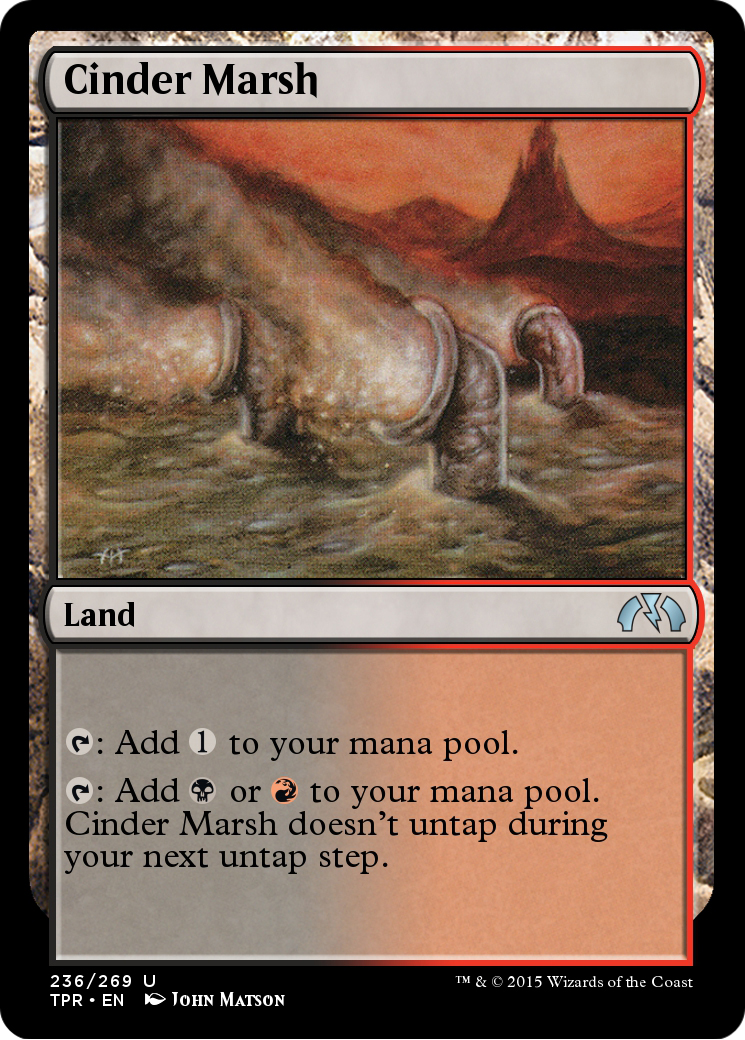 Cinder Marsh
Land
: Add 1 to your mana pool.
: Add or to your mana pool.
Cinder Marsh doesn't untap during
your next untap step.
236/269 U
™ & © 2015 Wizards of the Coast
TPR • EN John Matson